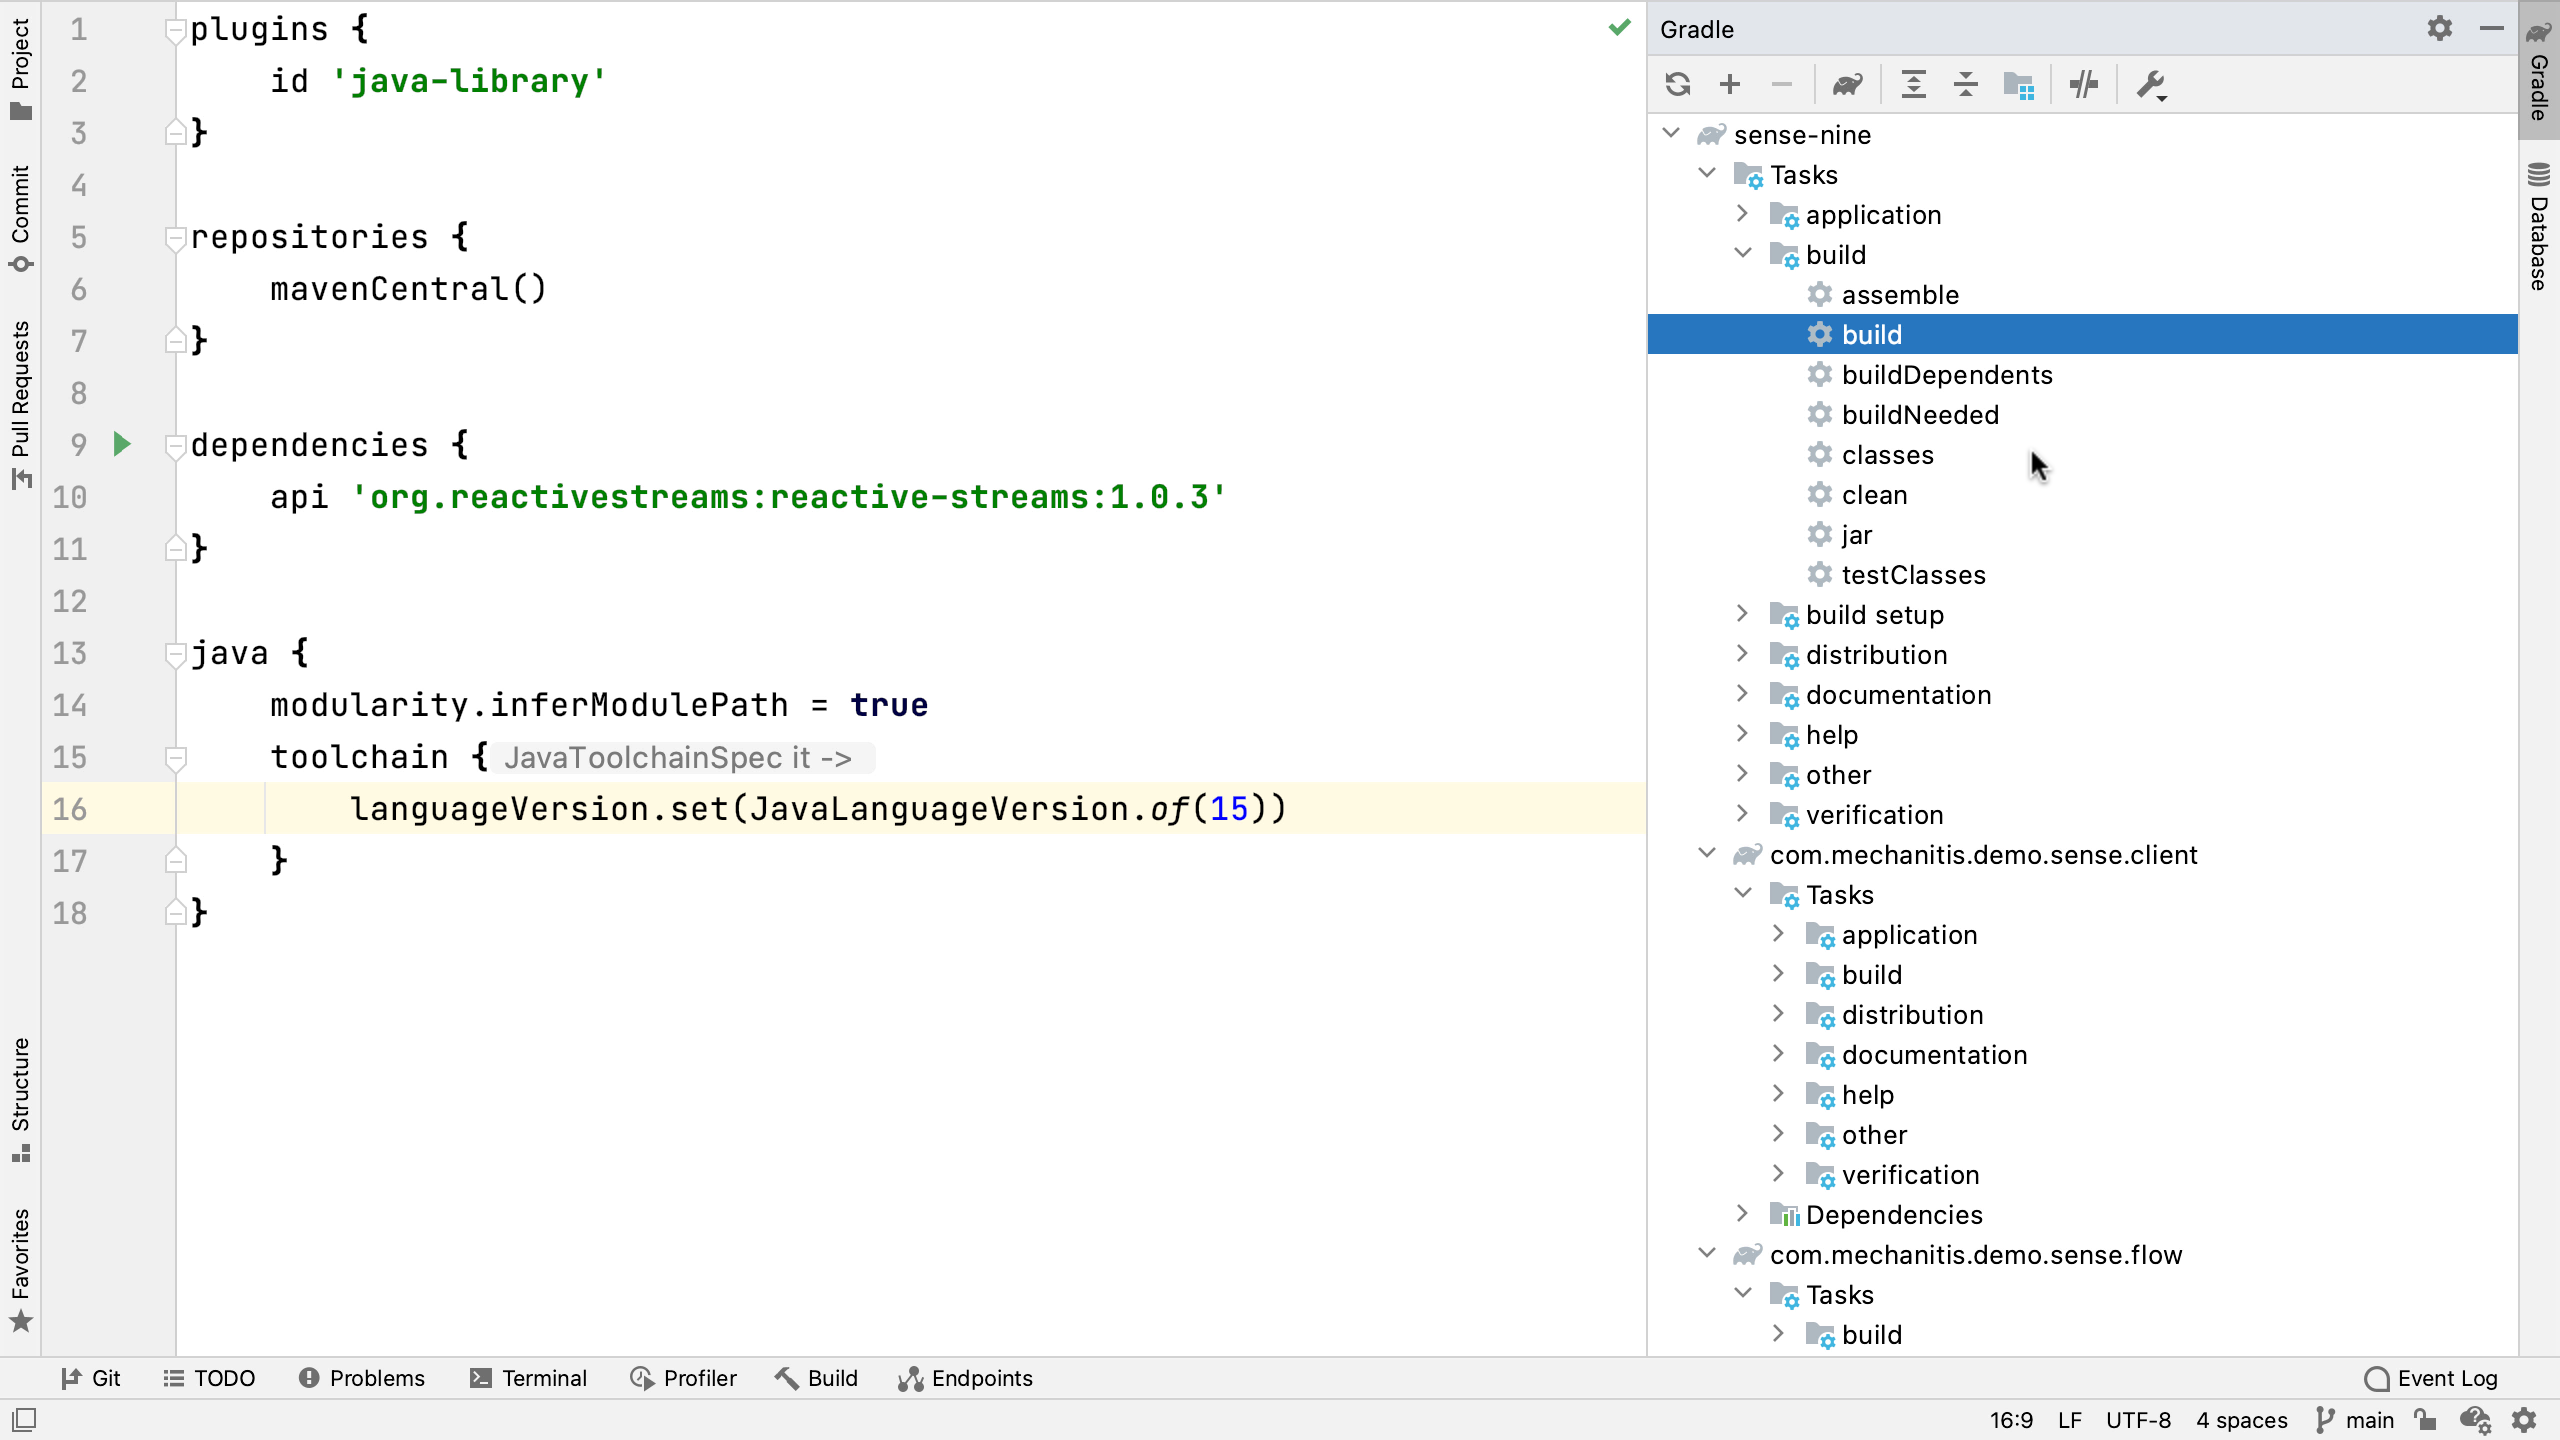 Project
Commit
Pull Requests
Structure
Favorites
1 plugins {
2 id 'java-library'
3 }
4
5 repositories {
6 mavenCentral()
7 }
8
9 dependencies {
10 api 'org.reactivestreams:reactive-streams:1.0.3'
11 }
12
13 java {
14 modularity.inferModulePath = true
15 toolchain { JavaToolchainSpec it ->
16 languageVersion.set(JavaLanguageVersion.of(15))
17 }
18 }
Gradle
sense-nine
Tasks
application
build
assemble
build
buildDependents
buildNeeded
classes
clean
jar
testClasses
build setup
distribution
documentation
help
other
verification
com.mechanitis.demo.sense.client
Tasks
application
build
distribution
documentation
help
other
verification
Dependencies
com.mechanitis.demo.sense.flow
Tasks
build
Gradle
Database
Git TODO Problems Terminal Profiler Build Endpoints Event Log
16:9 LF UTF-8 4 spaces main